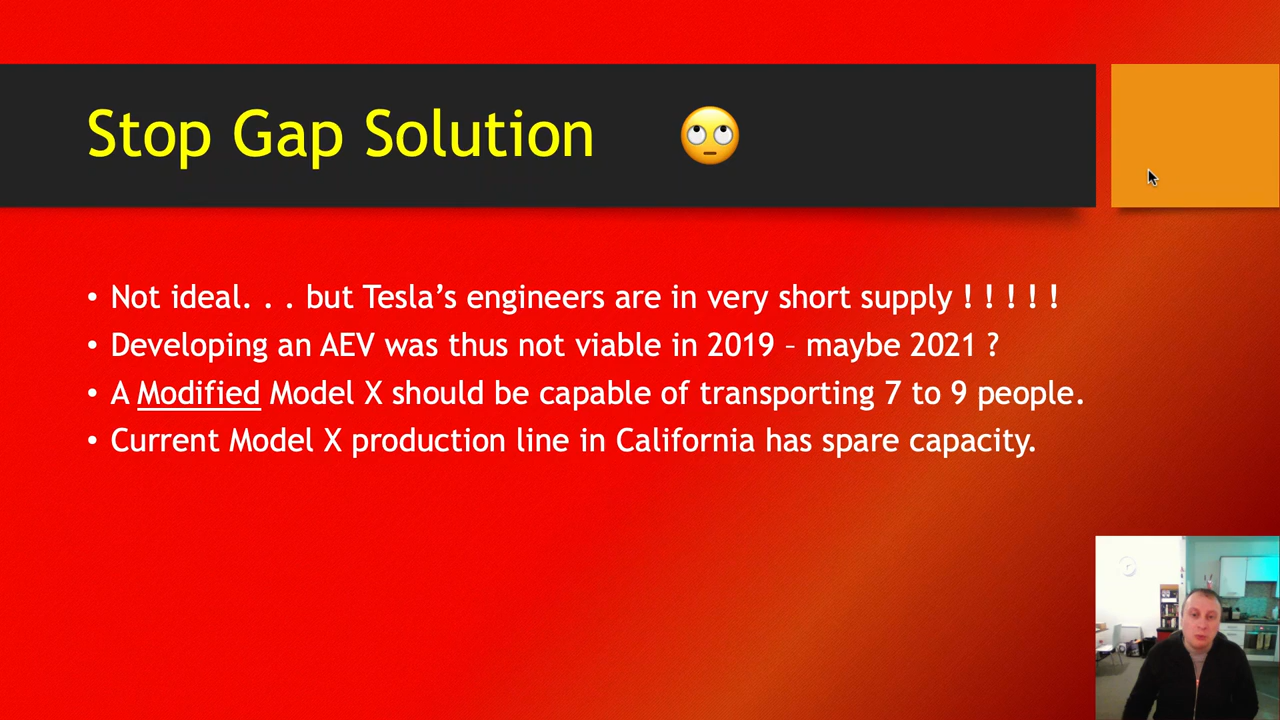 Stop Gap Solution 🙄
• Not ideal. . . but Tesla’s engineers are in very short supply ! ! ! ! !
• Developing an AEV was thus not viable in 2019 – maybe 2021 ?
• A Modified Model X should be capable of transporting 7 to 9 people.
• Current Model X production line in California has spare capacity.